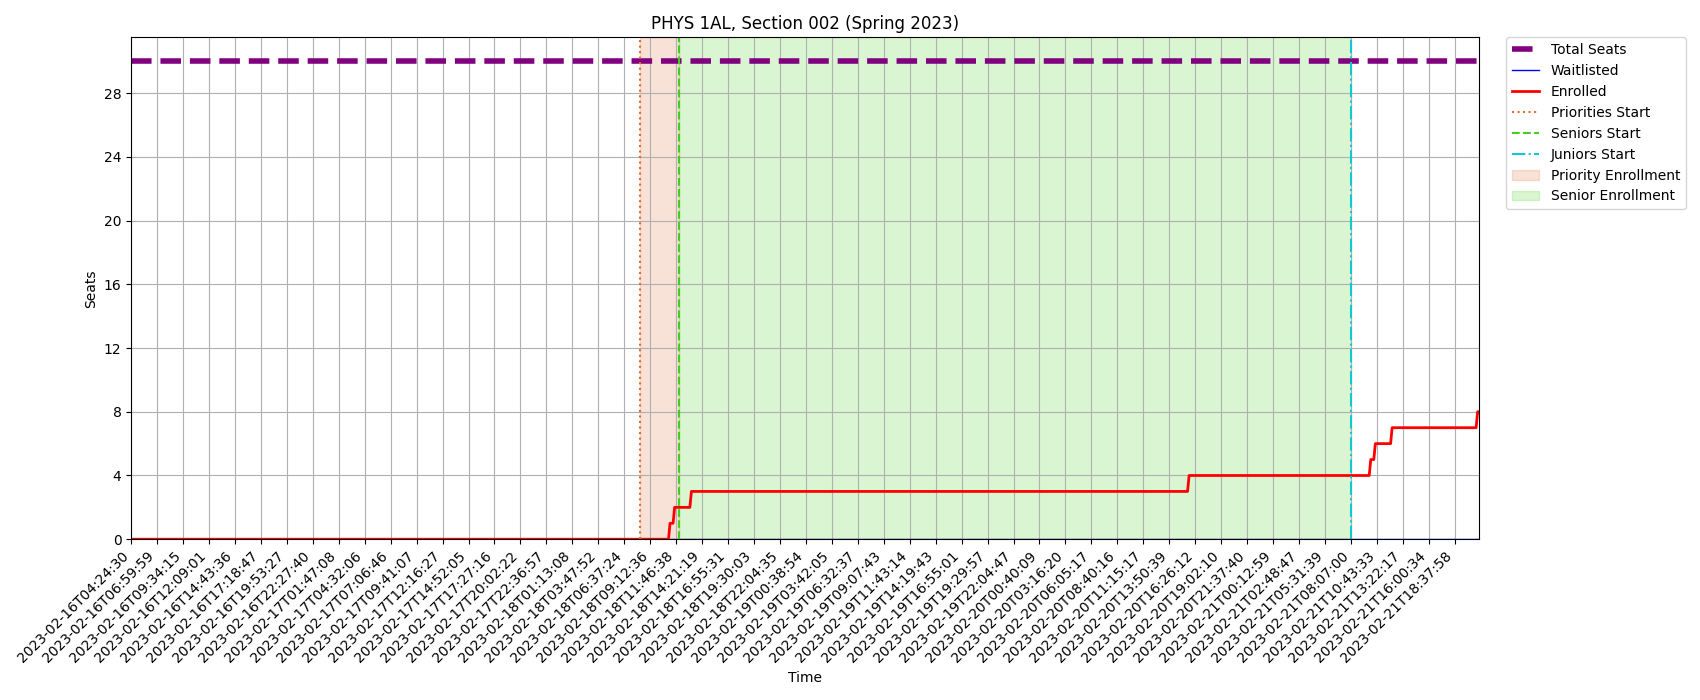 PHYS 1AL, Section 002 (Spring 2023)
Total Seats
Waitlisted
Enrolled
Priorities Start
Seniors Start
Juniors Start
Priority Enrollment
Senior Enrollment
Seats
28
24
20
16
12
8
4
0
2023-02-16T04:24:30
2023-02-16T06:59:59
2023-02-16T09:34:15
2023-02-16T12:09:01
2023-02-16T14:43:36
2023-02-16T17:18:47
2023-02-16T19:53:27
2023-02-16T22:27:40
2023-02-17T01:47:08
2023-02-17T04:32:06
2023-02-17T07:06:46
2023-02-17T09:41:07
2023-02-17T12:16:27
2023-02-17T14:52:05
2023-02-17T17:27:16
2023-02-17T20:02:22
2023-02-17T22:36:57
2023-02-18T01:13:08
2023-02-18T03:47:52
2023-02-18T06:37:24
2023-02-18T09:12:36
2023-02-18T11:46:38
2023-02-18T14:21:19
2023-02-18T16:55:31
2023-02-18T19:30:03
2023-02-18T22:04:35
2023-02-19T00:38:54
2023-02-19T03:42:05
2023-02-19T06:32:37
2023-02-19T09:07:43
2023-02-19T11:43:14
2023-02-19T14:19:43
2023-02-19T16:55:01
2023-02-19T19:29:57
2023-02-19T22:04:47
2023-02-20T00:40:09
2023-02-20T03:16:20
2023-02-20T06:05:17
2023-02-20T08:40:16
2023-02-20T11:15:17
2023-02-20T13:50:39
2023-02-20T16:26:12
2023-02-20T19:02:10
2023-02-20T21:37:40
2023-02-21T00:12:59
2023-02-21T02:48:47
2023-02-21T05:31:39
2023-02-21T08:07:00
2023-02-21T10:43:33
2023-02-21T13:22:17
2023-02-21T16:00:34
2023-02-21T18:37:58
Time